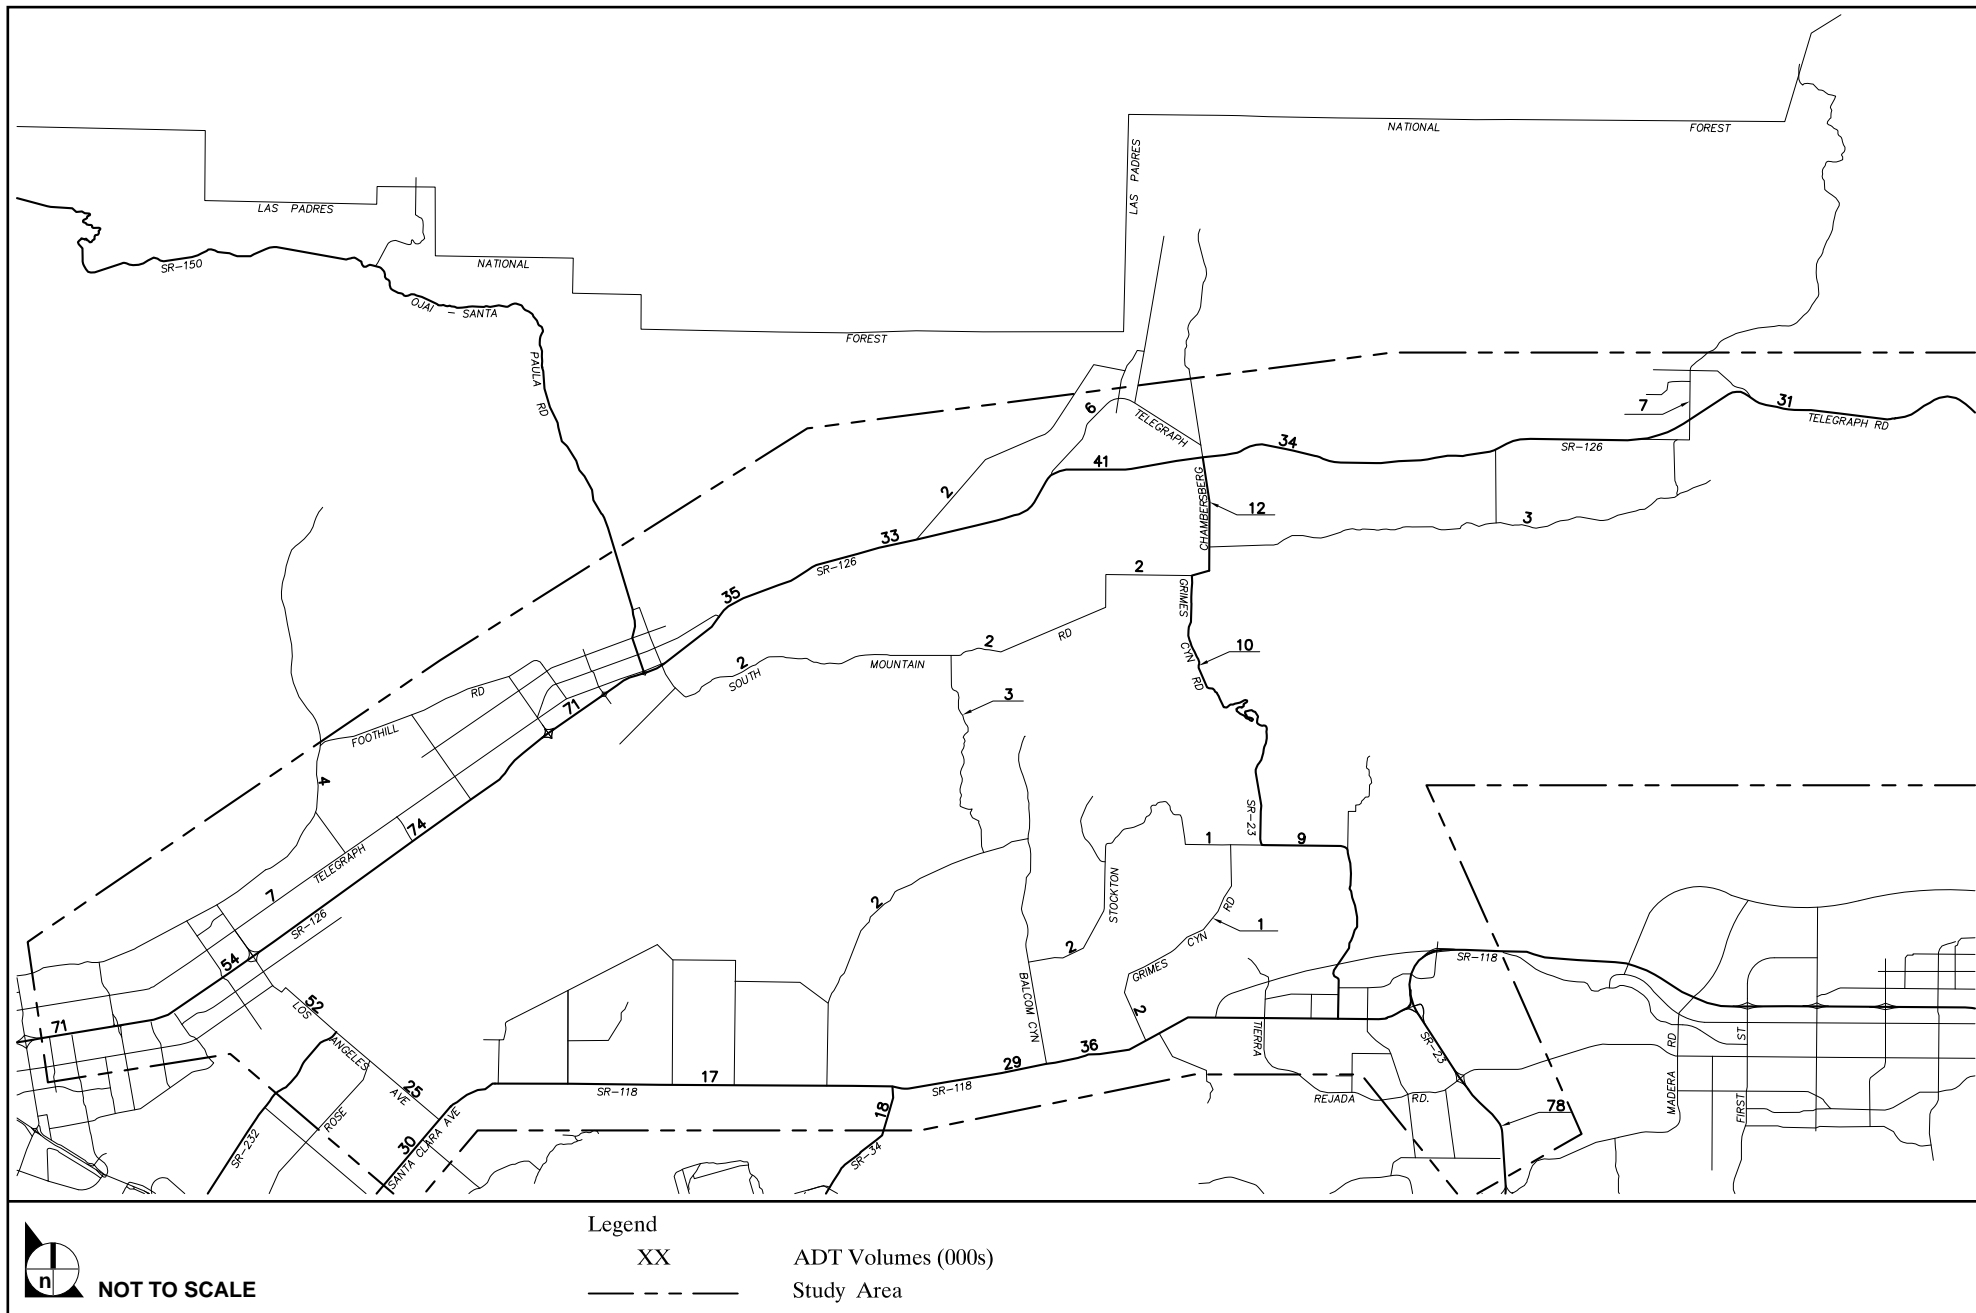 NATIONAL
FOREST
LAS PADRES
LAS PADRES
NATIONAL
SR-150
OJAI - SANTA
PAULA RD
FOREST
7
31
TELEGRAPH RD
6
TELEGRAPH
34
SR-126
41
2
CHAMBERSBERG
12
3
33
SR-126
2
35
GRIMES
CYN
RD
10
RD
2
MOUNTAIN
2
SOUTH
3
RD
FOOTHILL
71
4
74
TELEGRAPH
7
SR-126
54
SR-23
1
9
STOCKTON
2
2
RD
1
CYN
GRIMES
2
BALCOM CYN
SR-118
52
LOS
ANGELES
AVE
71
25
30
SANTA CLARA AVE
ROSE
SR-232
17
SR-118
29
36
SR-118
18
SR-34
TIERRA
REJADA
RD.
SR-23
78
MADERA
RD
FIRST
ST
NOT TO SCALE
n
Legend
XX ADT Volumes (000s)
Study Area